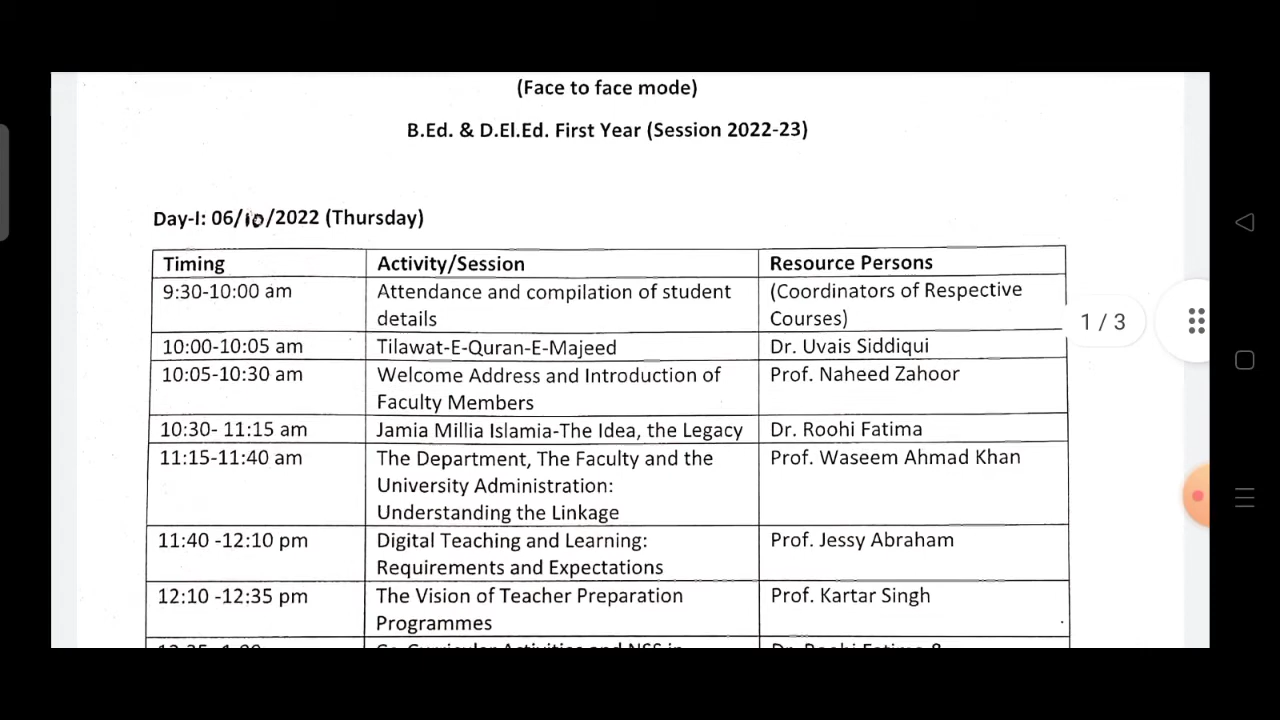 (Face to face mode)
B.Ed. & D.El.Ed. First Year (Session 2022-23)
Day-I: 06/10/2022 (Thursday)
Timing Activity/Session Resource Persons
9:30-10:00 am Attendance and compilation of student (Coordinators of Respective
details Courses)
10:00-10:05 am Tilawat-E-Quran-E-Majeed Dr. Uvais Siddiqui
10:05-10:30 am Welcome Address and Introduction of Prof. Naheed Zahoor
Faculty Members
10:30- 11:15 am Jamia Millia Islamia-The Idea, the Legacy Dr. Roohi Fatima
11:15-11:40 am The Department, The Faculty and the Prof. Waseem Ahmad Khan
University Administration:
Understanding the Linkage
11:40 -12:10 pm Digital Teaching and Learning: Prof. Jessy Abraham
Requirements and Expectations
12:10 -12:35 pm The Vision of Teacher Preparation Prof. Kartar Singh
Programmes
1 / 3